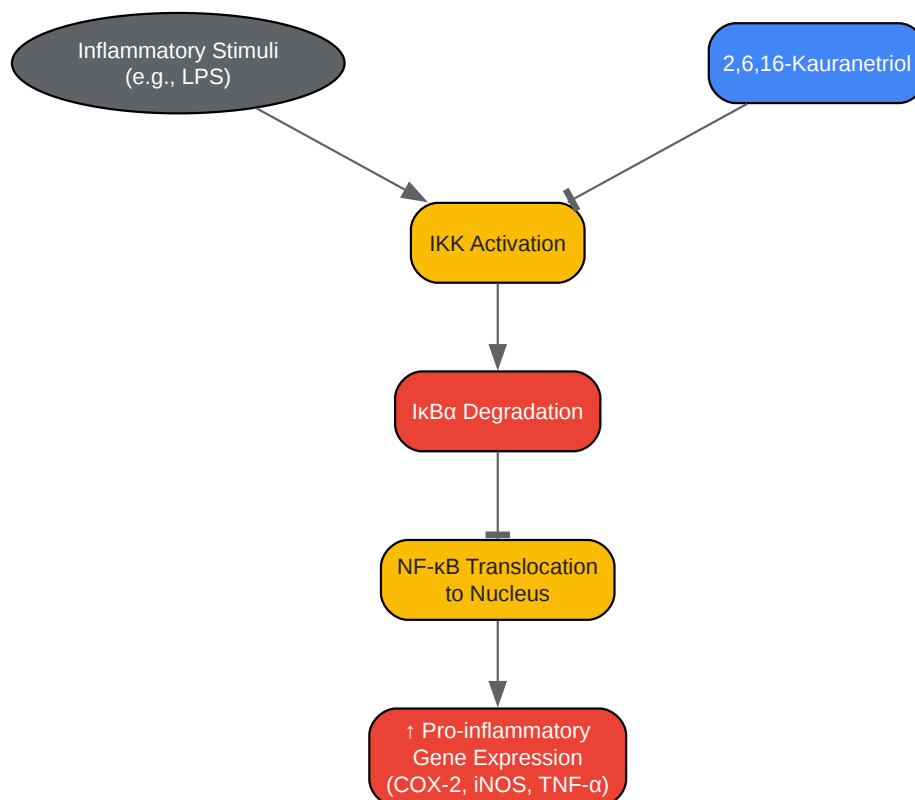 Inflammatory Stimuli
(e.g., LPS)
2,6,16-Kauranetriol
IKK Activation
IκBα Degradation
NF-κB Translocation
to Nucleus
↑ Pro-inflammatory
Gene Expression
(COX-2, iNOS, TNF-α)